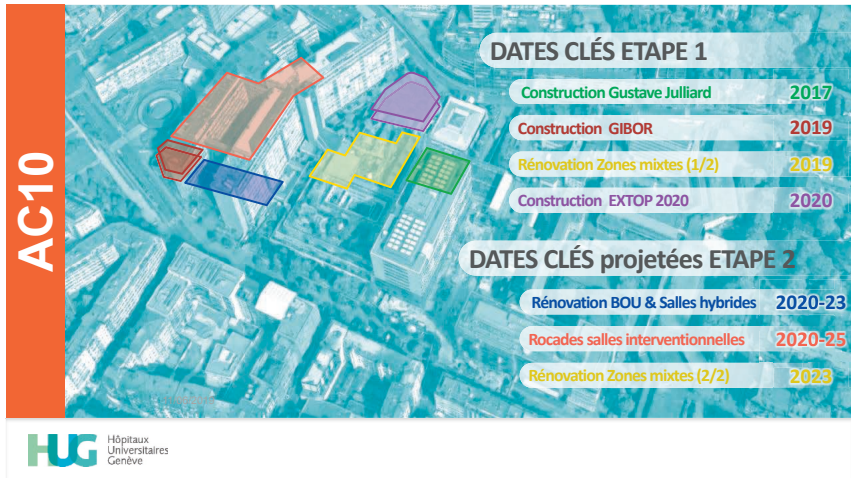 AC10
DATES CLÉS ETAPE 1
Construction Gustave Julliard 2017
Construction GIBOR 2019
Rénovation Zones mixtes (1/2) 2019
Construction EXTOP 2020 2020
DATES CLÉS projetées ETAPE 2
Rénovation BOU & Salles hybrides 2020-23
Rocades salles interventionnelles 2020-25
Rénovation Zones mixtes (2/2) 2023
HUG
Hôpitaux
Universitaires
Genève